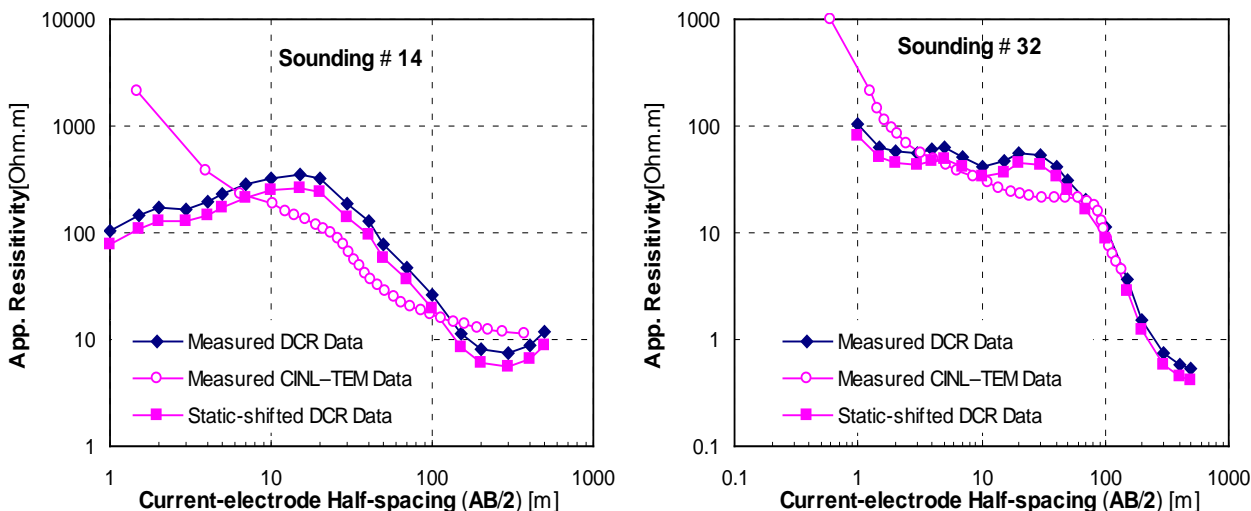 Sounding # 14
App. Resisitivity[Ohm.m]
10000
1000
100
10
1
Measured DCR Data
Measured CINL–TEM Data
Static-shifted DCR Data
1 10 100 1000
Current-electrode Half-spacing (AB/2) [m]
Sounding # 32
App. Resisitivity[Ohm.m]
1000
100
10
1
0.1
Measured DCR Data
Measured CINL–TEM Data
Static-shifted DCR Data
0.1 1 10 100 1000
Current-electrode Half-spacing (AB/2) [m]